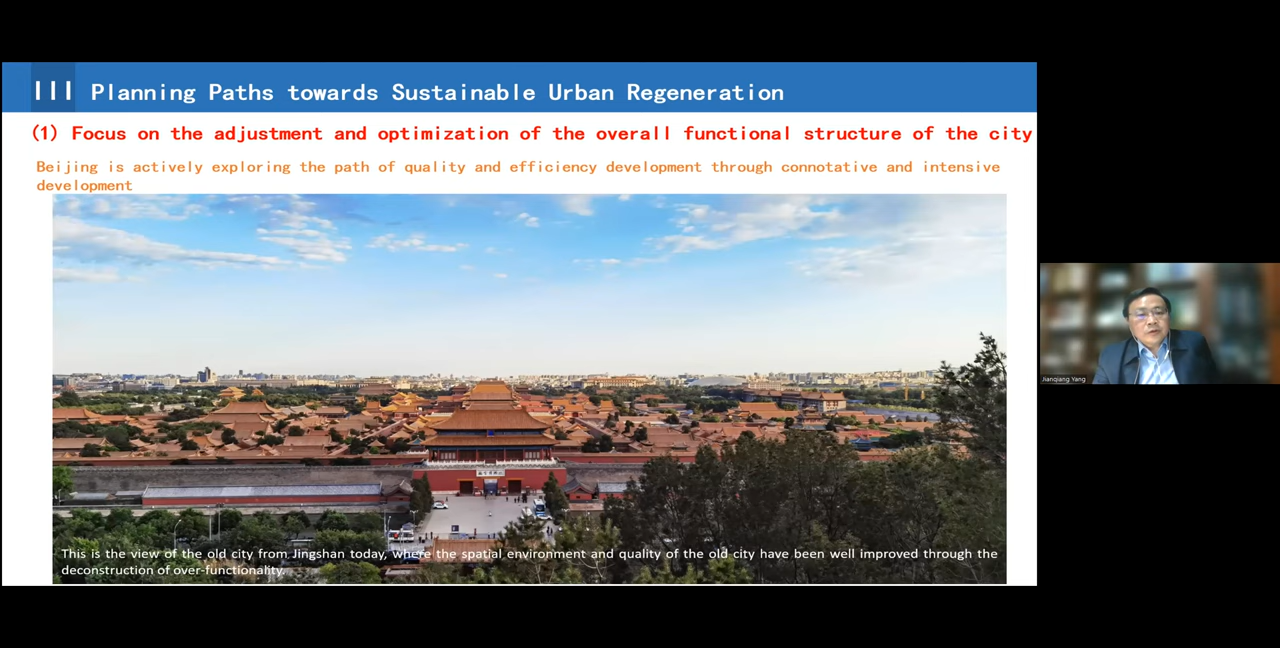 III Planning Paths towards Sustainable Urban Regeneration
(1) Focus on the adjustment and optimization of the overall functional structure of the city
Beijing is actively exploring the path of quality and efficiency development through connotative and intensive
development
This is the view of the old city from Jingshan today, where the spatial environment and quality of the old city have been well improved through the
deconstruction of over-functionality.
Jianqiang Yang